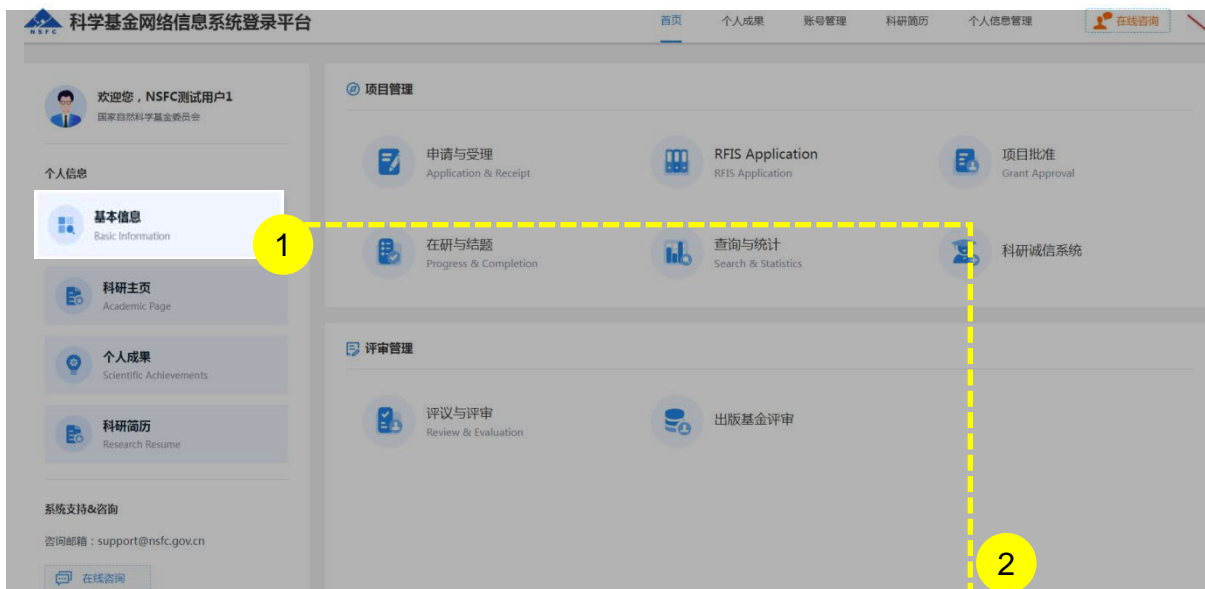 NSFC
科学基金网络信息系统登录平台
首页 个人成果 账号管理 科研简历 个人信息管理 在线咨询
欢迎您，NSFC测试用户1
国家自然科学基金委员会
个人信息
基本信息
Basic Information
1
科研主页
Academic Page
个人成果
Scientific Achievements
科研简历
Research Resume
系统支持&咨询
咨询邮箱：support@nsfc.gov.cn
在线咨询
项目管理
申请与受理
Application & Receipt
RFIS Application
RFIS Application
项目批准
Grant Approval
在研与结题
Progress & Completion
查询与统计
Search & Statistics
科研诚信系统
评审管理
评议与评审
Review & Evaluation
出版基金评审
2